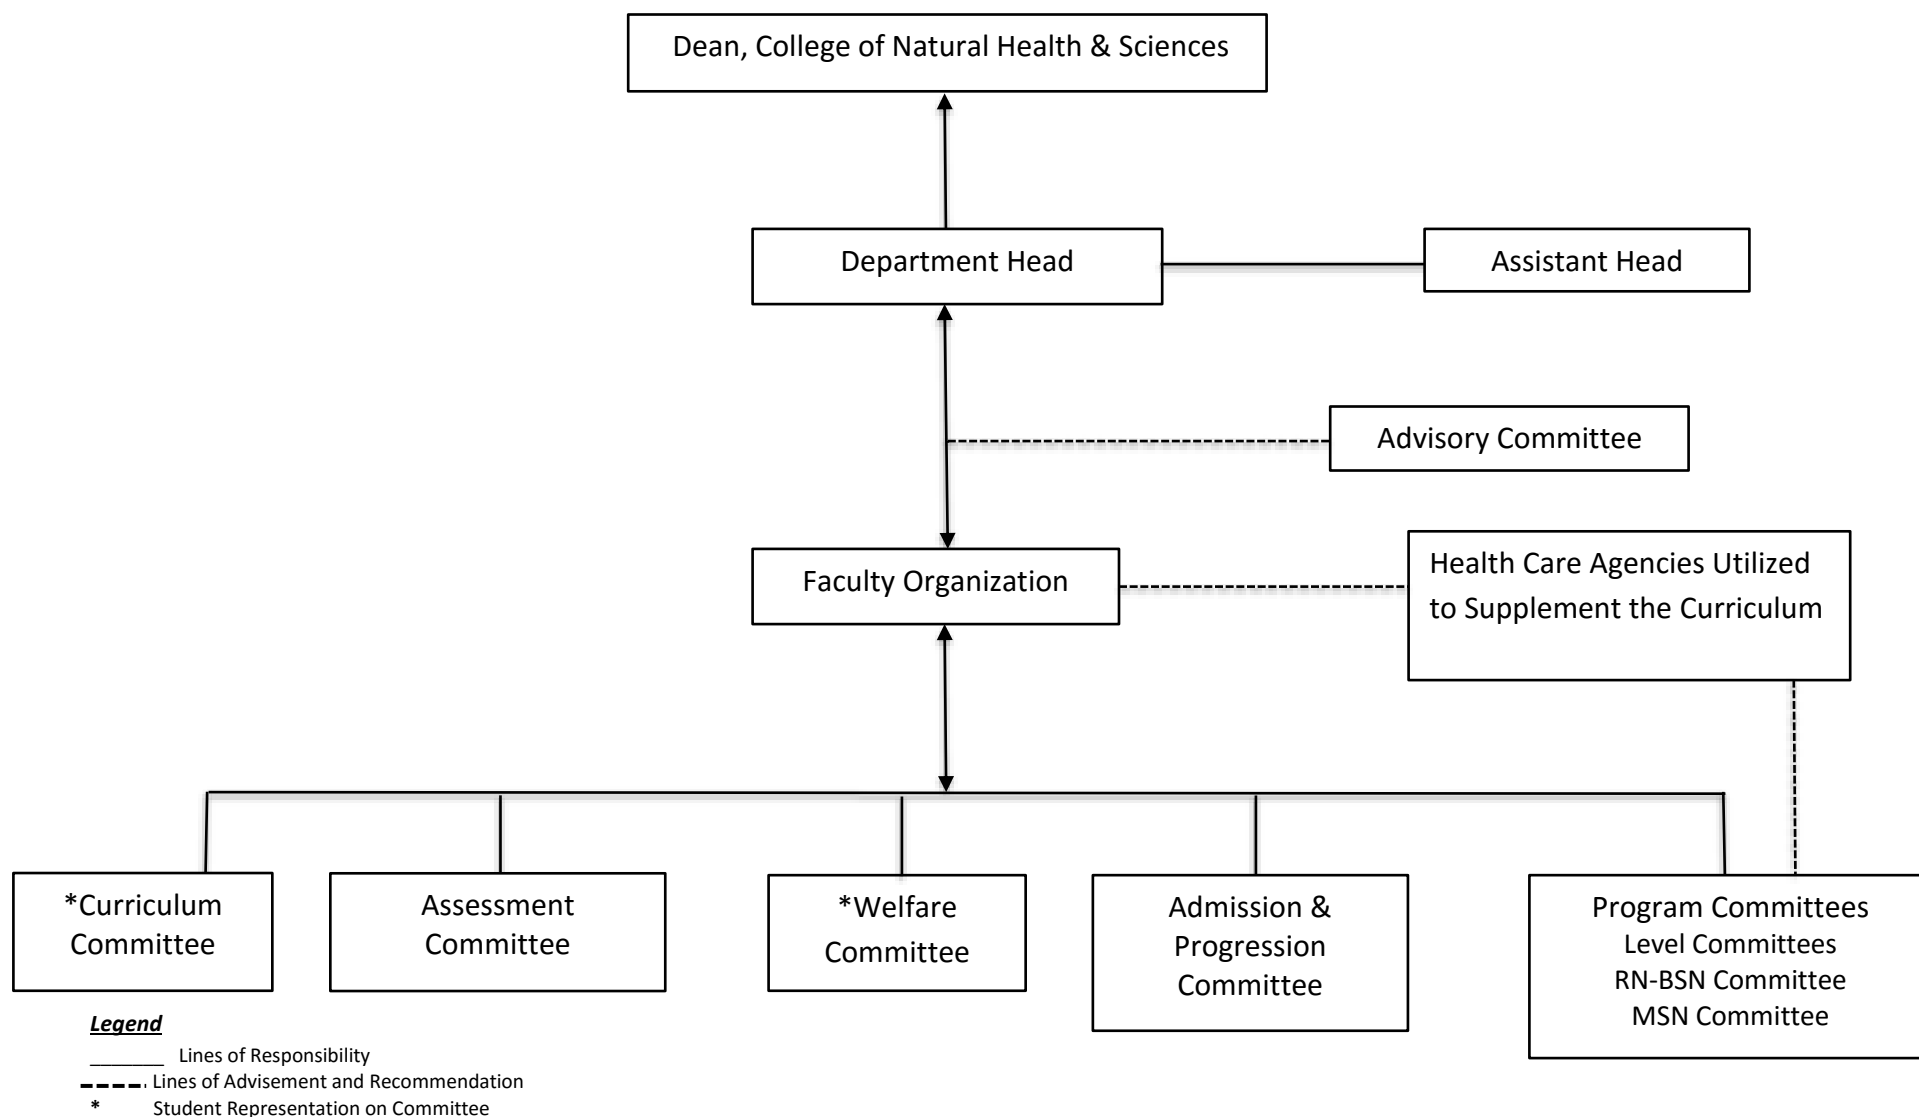 Dean, College of Natural Health & Sciences
Department Head
Assistant Head
Advisory Committee
Faculty Organization
Health Care Agencies Utilized
to Supplement the Curriculum
*Curriculum
Committee
Assessment
Committee
*Welfare
Committee
Admission &
Progression
Committee
Program Committees
Level Committees
RN-BSN Committee
MSN Committee
Legend
_______ Lines of Responsibility
----- Lines of Advisement and Recommendation
* Student Representation on Committee